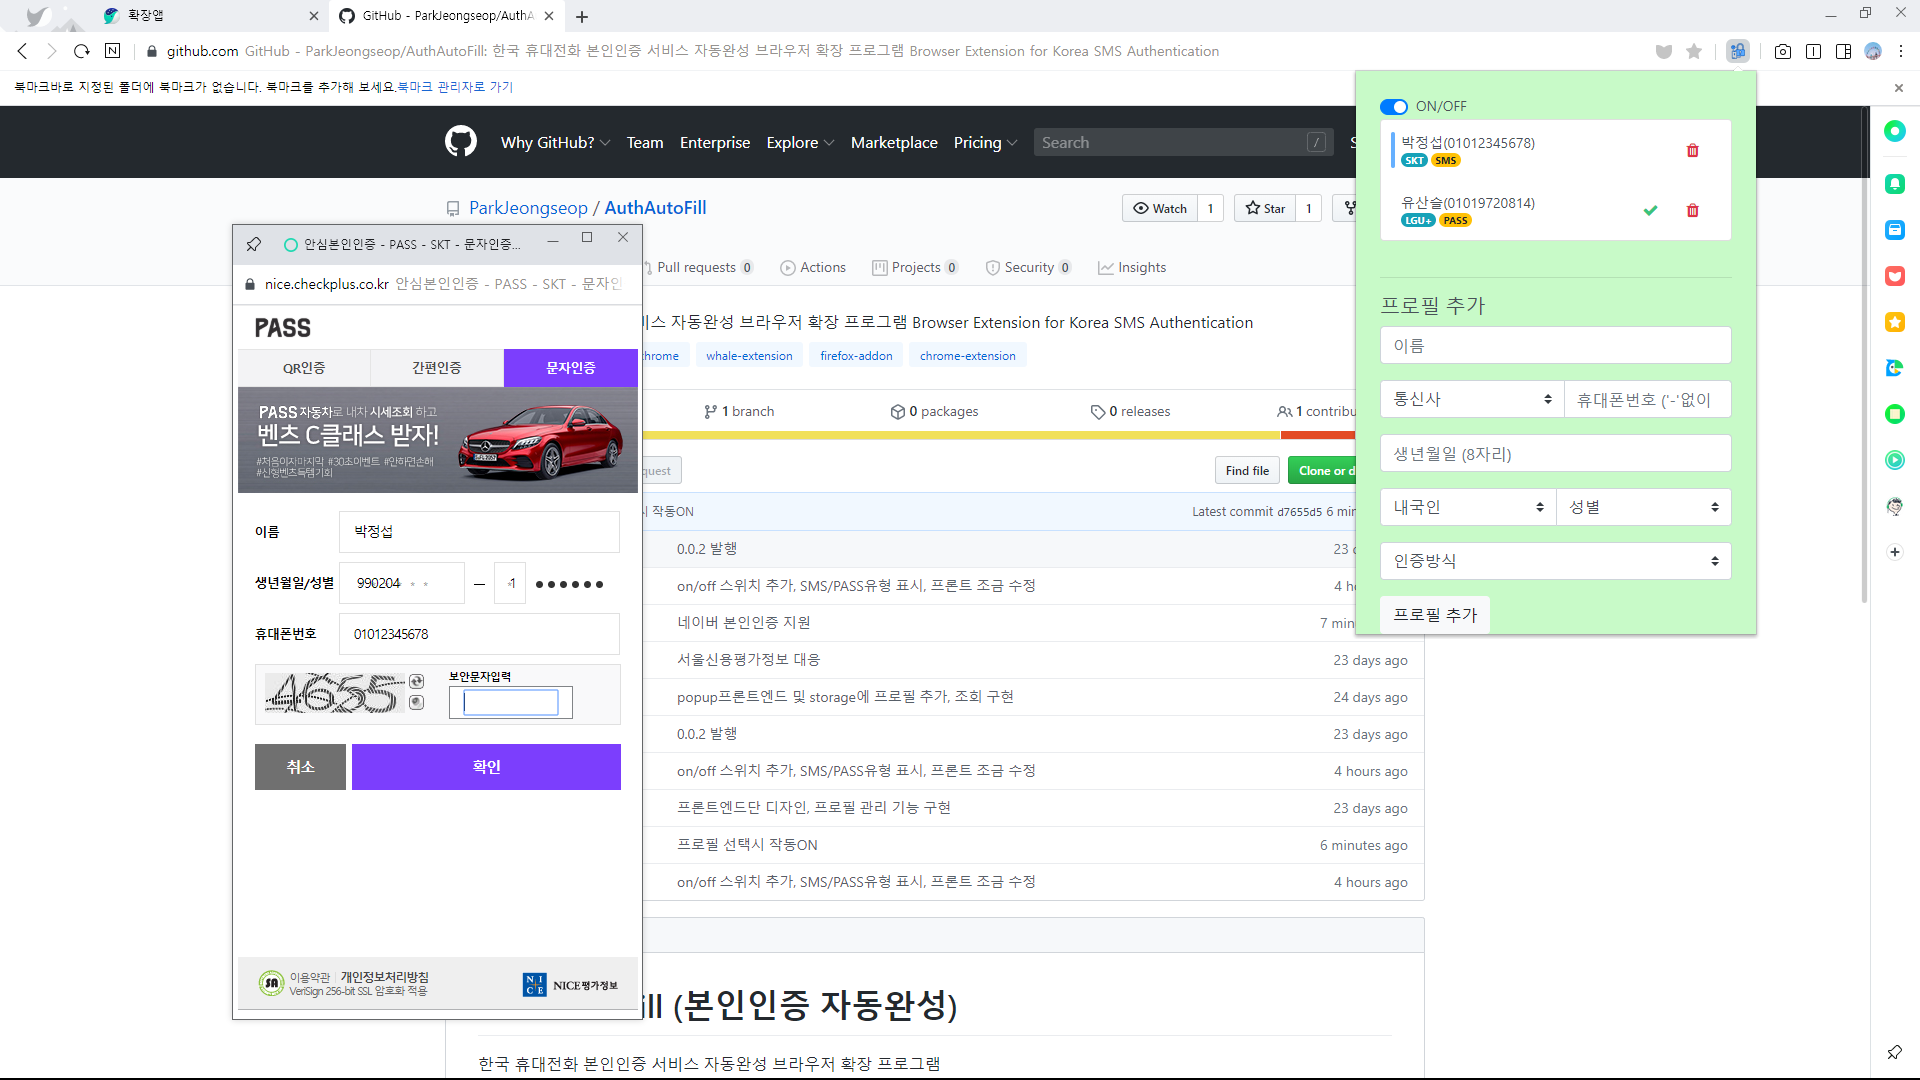 확장앱
GitHub - ParkJeongseop/AuthA
github.com GitHub - ParkJeongseop/AuthAutoFill: 한국 휴대전화 본인인증 서비스 자동완성 브라우저 확장 프로그램 Browser Extension for Korea SMS Authentication
북마크바로 지정된 폴더에 북마크가 없습니다. 북마크를 추가해 보세요.북마크 관리자로 가기
Why GitHub? Team Enterprise Explore Marketplace Pricing Search / S
ParkJeongseop / AuthAutoFill
Watch 1 Star 1
Pull requests 0 Actions Projects 0 Security 0 Insights
비스 자동완성 브라우저 확장 프로그램 Browser Extension for Korea SMS Authentication
hrome whale-extension firefox-addon chrome-extension
1 branch 0 packages 0 releases 1 contribu
quest Find file Clone or d
시 작동ON Latest commit d7655d5 6 min
0.0.2 발행 23 d
on/off 스위치 추가, SMS/PASS유형 표시, 프론트 조금 수정 4 ho
네이버 본인인증 지원 7 min
서울신용평가정보 대응 23 days ago
popup프론트엔드 및 storage에 프로필 추가, 조회 구현 24 days ago
0.0.2 발행 23 days ago
on/off 스위치 추가, SMS/PASS유형 표시, 프론트 조금 수정 4 hours ago
프론트엔드단 디자인, 프로필 관리 기능 구현 23 days ago
프로필 선택시 작동ON 6 minutes ago
on/off 스위치 추가, SMS/PASS유형 표시, 프론트 조금 수정 4 hours ago
ill (본인인증 자동완성)
한국 휴대전화 본인인증 서비스 자동완성 브라우저 확장 프로그램
안심본인인증 - PASS - SKT - 문자인증...
nice.checkplus.co.kr 안심본인인증 - PASS - SKT - 문자인
PASS
QR인증 간편인증 문자인증
PASS 자동차로 내차 시세조회 하고
벤츠 C클래스 받자!
#처음이자마지막 #30초이벤트 #안하면손해
#신형벤츠득템기회
이름 박정섭
생년월일/성별 990204 — 1 ●●●●●●
휴대폰번호 01012345678
4655 보안문자입력
취소 확인
이용약관 개인정보처리방침
VeriSign 256-bit SSL 암호화 적용
NICE NICE평가정보
ON/OFF
박정섭(01012345678)
SKT SMS
유산슬(01019720814)
LGU+ PASS
프로필 추가
이름
통신사 휴대폰번호 ('-'없이
생년월일 (8자리)
내국인 성별
인증방식
프로필 추가